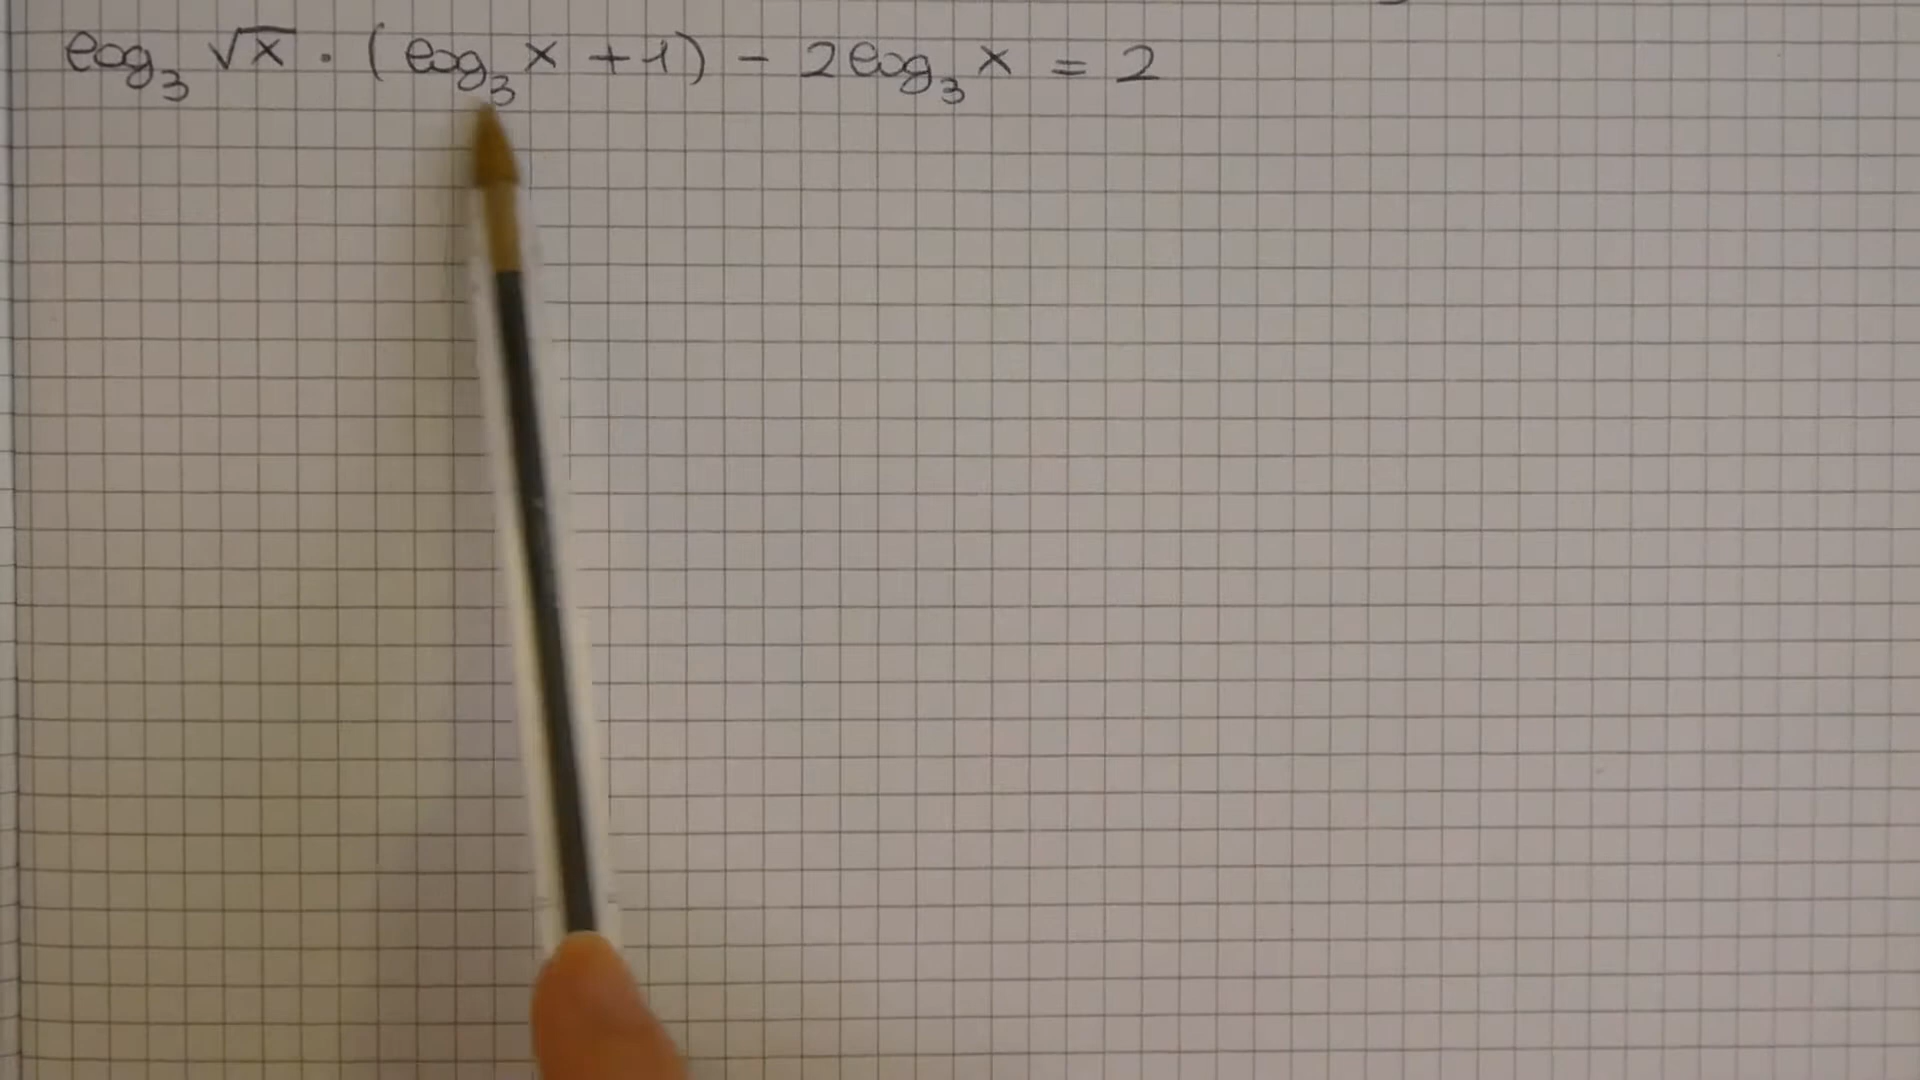 log₃ √x · (log₃ x + 1) - 2 log₃ x = 2